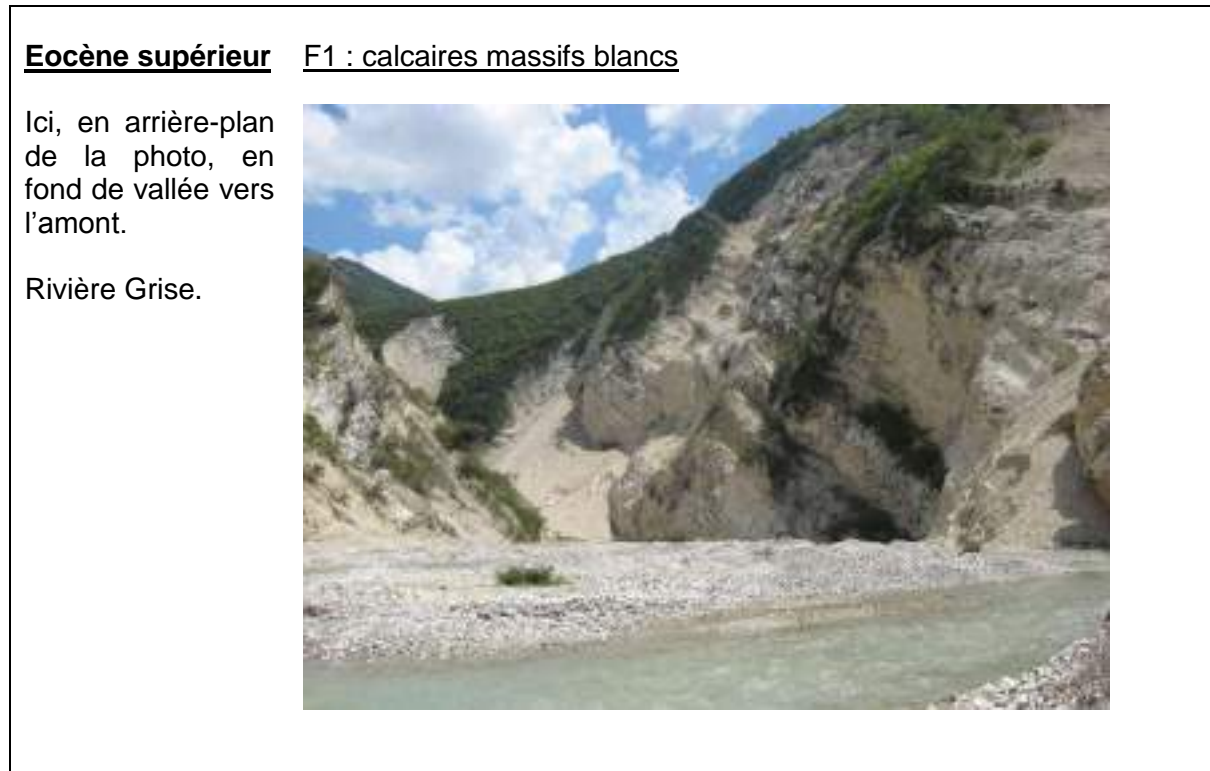 Eocène supérieur
F1 : calcaires massifs blancs
Ici, en arrière-plan
de la photo, en
fond de vallée vers
l'amont.
Rivière Grise.